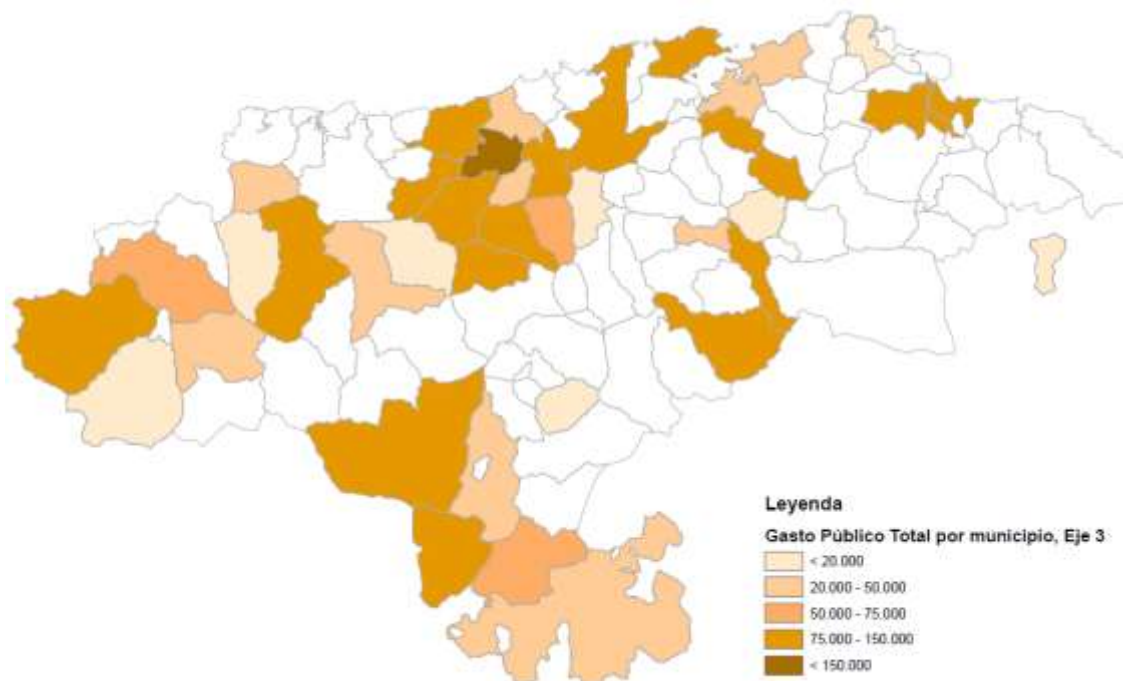 Leyenda
Gasto Público Total por municipio, Eje 3
< 20.000
20.000 - 50.000
50.000 - 75.000
75.000 - 150.000
< 150.000